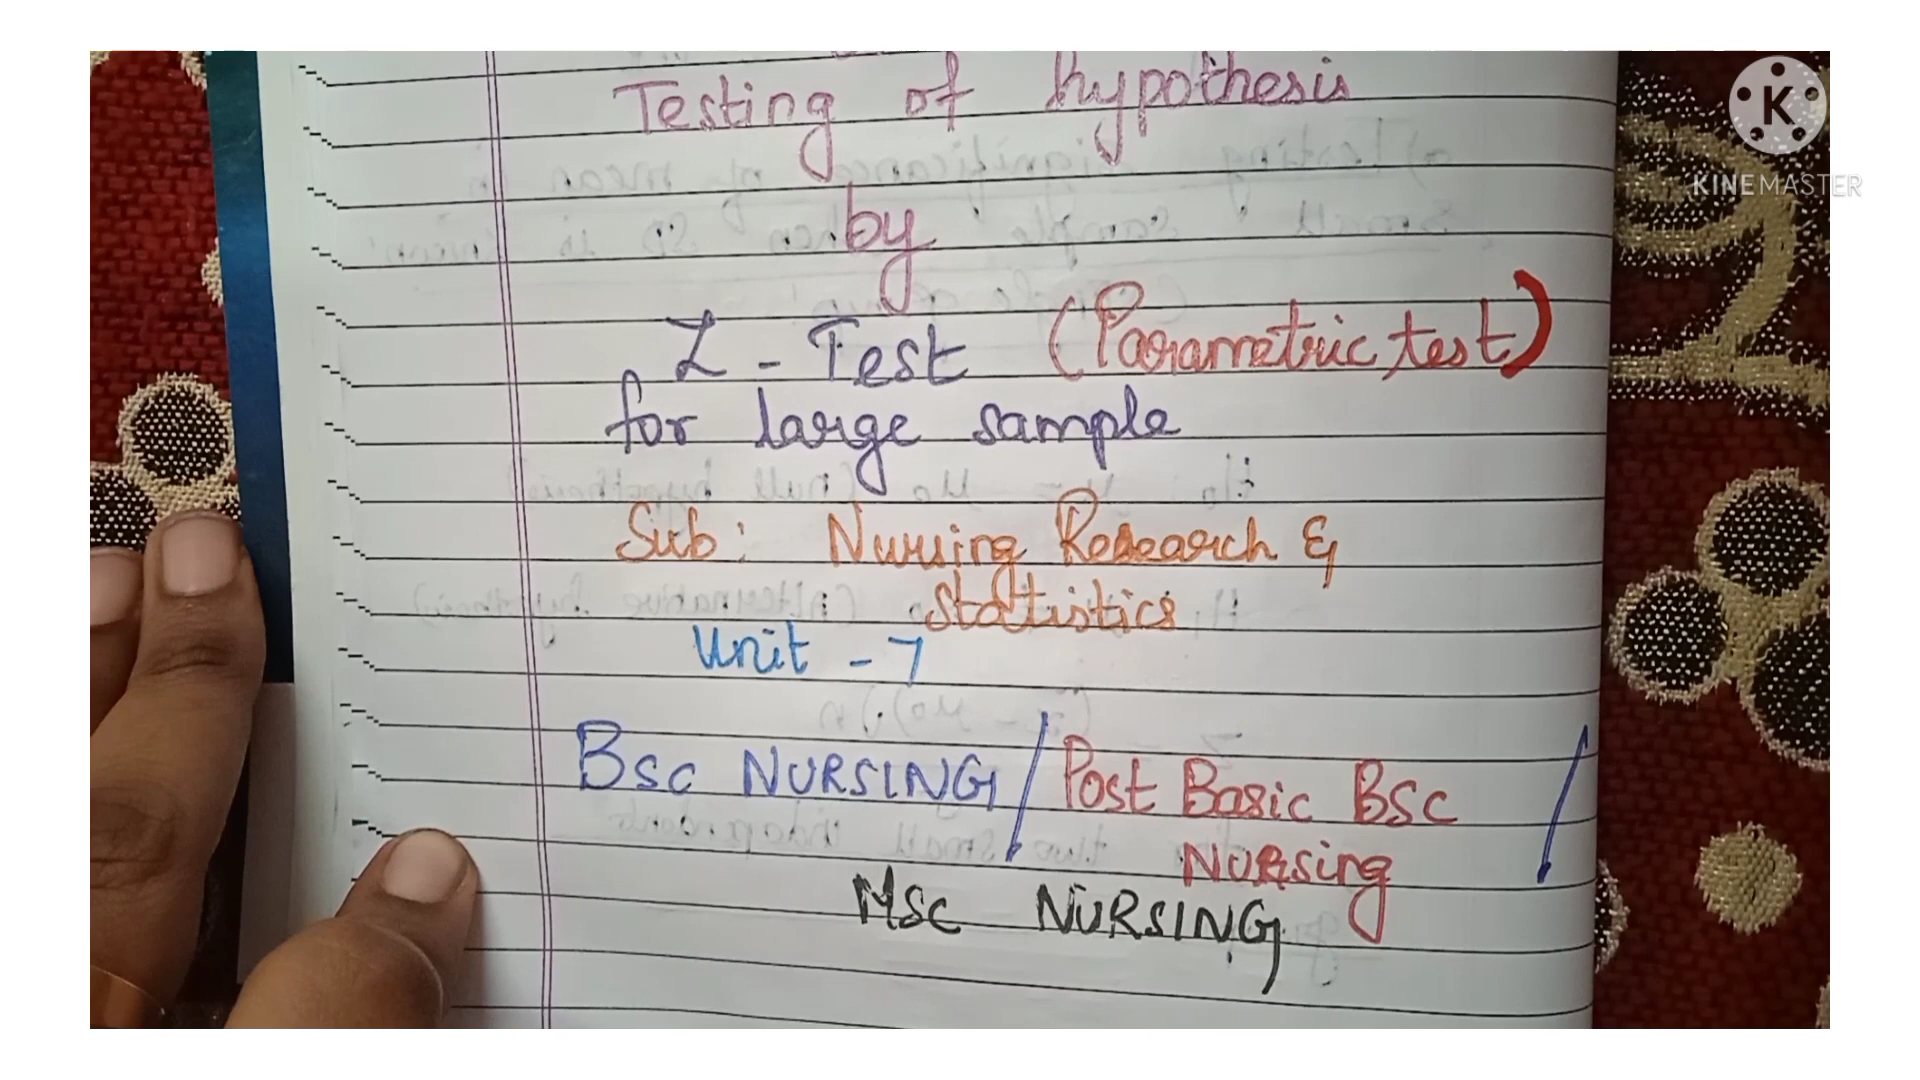 Testing of hypothesis
by
Z - Test (Parametric test)
for large sample
Sub: Nursing Research &
Statistics
Unit - 7
BSC NURSING / Post Basic BSC /
NURsing
MSC NURSING
K
KINEMASTER